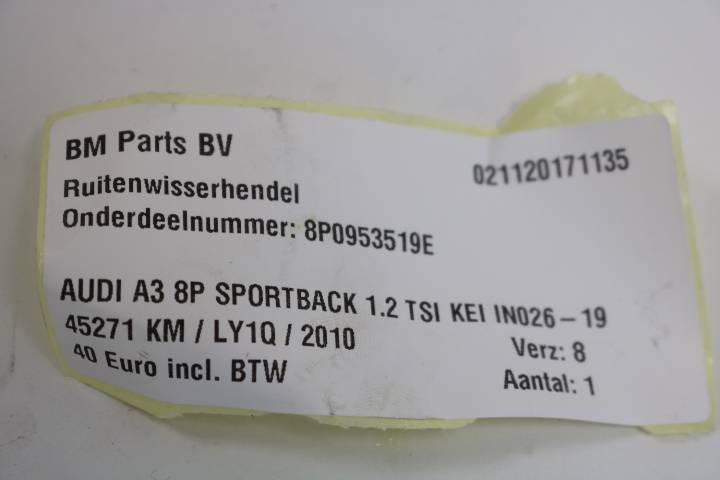 BM Parts BV
021120171135
Ruitenwisserhendel
Onderdeelnummer: 8P0953519E
AUDI A3 8P SPORTBACK 1.2 TSI KEI IN026-19
45271 KM / LY1Q / 2010
Verz: 8
40 Euro incl. BTW
Aantal: 1